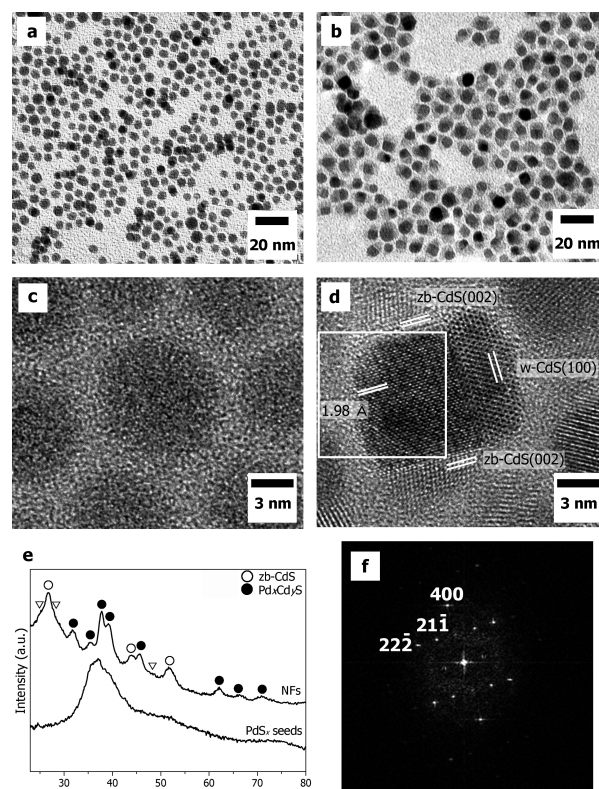 a
20 nm
b
20 nm
c
3 nm
d
zb-CdS(002)
w-CdS(100)
1.98 A
zb-CdS(002)
3 nm
e
zb-CdS
PdxCdyS
Intensity (a.u.)
NFs
PdSx seeds
30 40 50 60 70 80
f
400
211̄
222̄